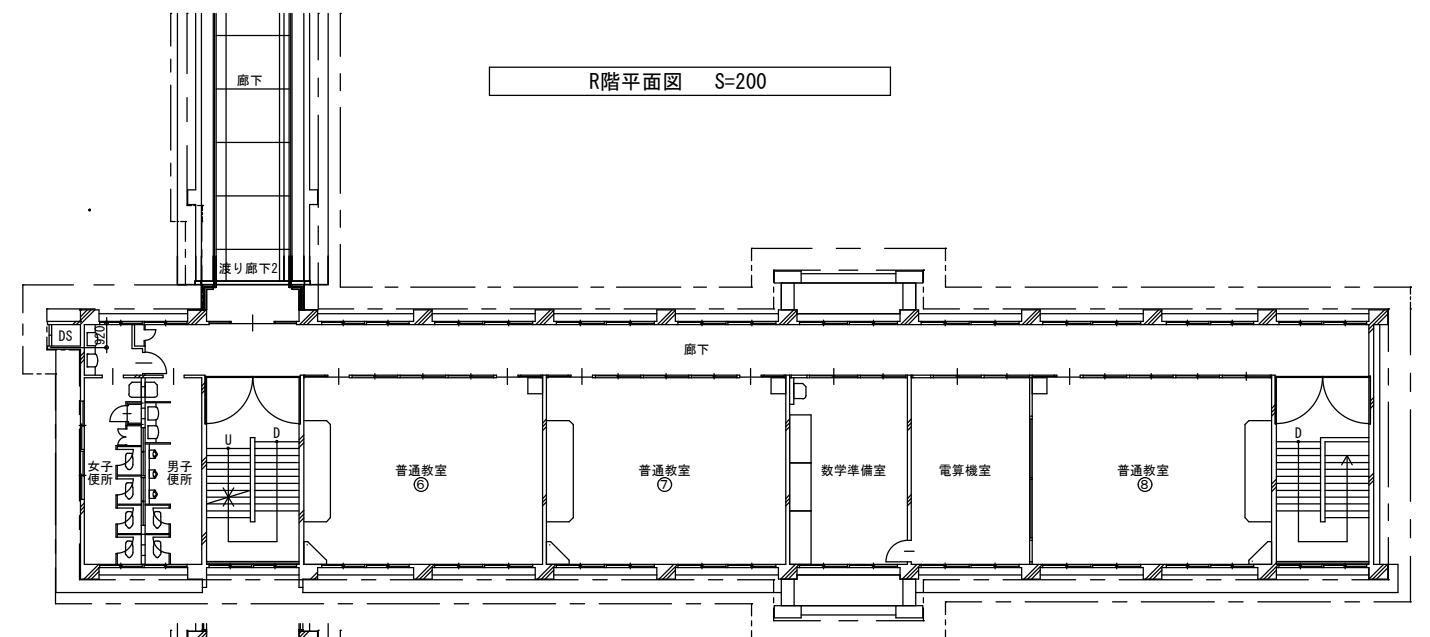 廊下
R階平面図 S=200
渡り廊下2
DS
920
廊下
U
D
女子
便所
男子
便所
普通教室
⑥
普通教室
⑦
数学準備室
電算機室
普通教室
⑧
D